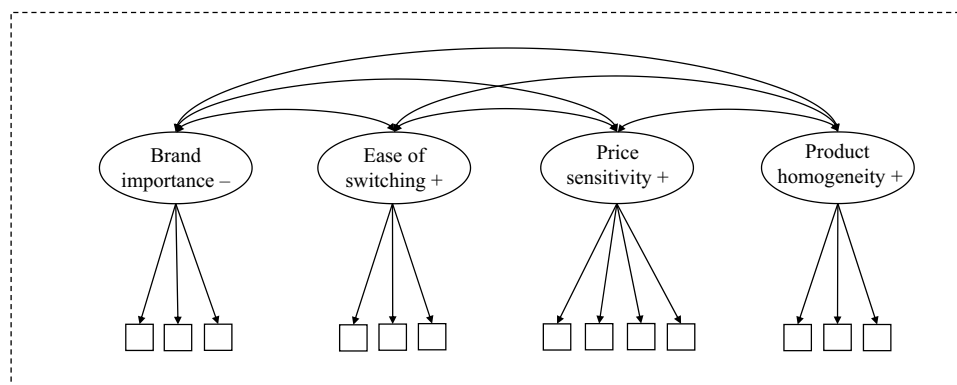 Brand
importance –
Ease of
switching +
Price
sensitivity +
Product
homogeneity +